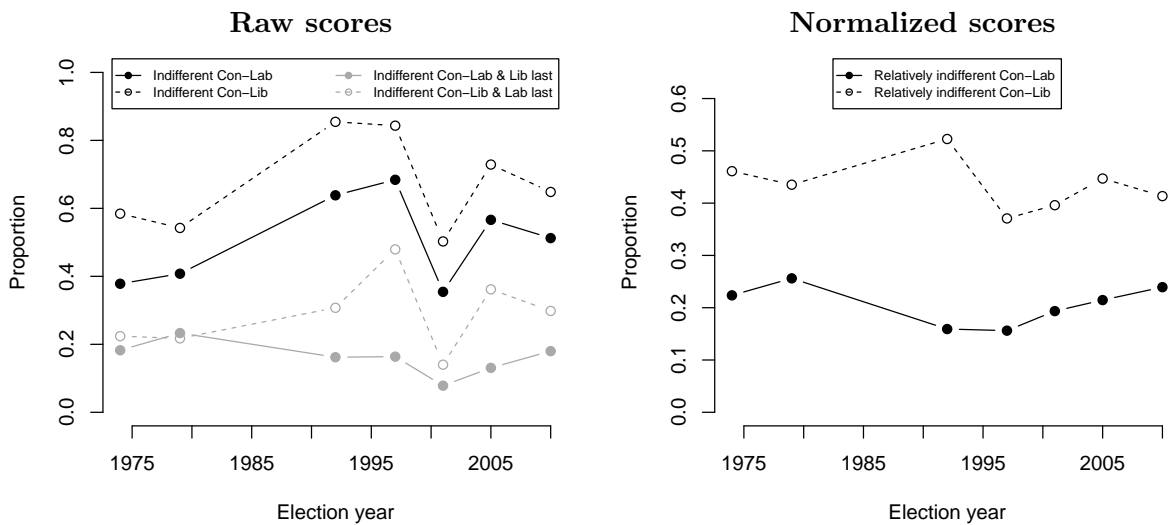 Raw scores
Indifferent Con−Lab
Indifferent Con−Lib
Indifferent Con−Lab & Lib last
Indifferent Con−Lib & Lab last
Proportion
1.0
0.8
0.6
0.4
0.2
0.0
1975
1985
1995
2005
Election year
Normalized scores
Relatively indifferent Con−Lab
Relatively indifferent Con−Lib
Proportion
0.6
0.5
0.4
0.3
0.2
0.1
0.0
1975
1985
1995
2005
Election year